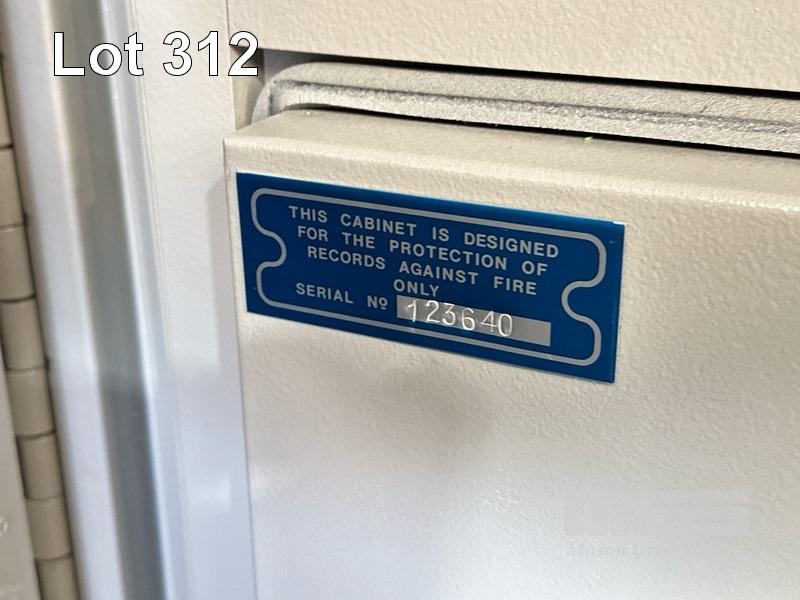 Lot 312
THIS CABINET IS DESIGNED
FOR THE PROTECTION OF
RECORDS AGAINST FIRE
ONLY
SERIAL Nº 123640